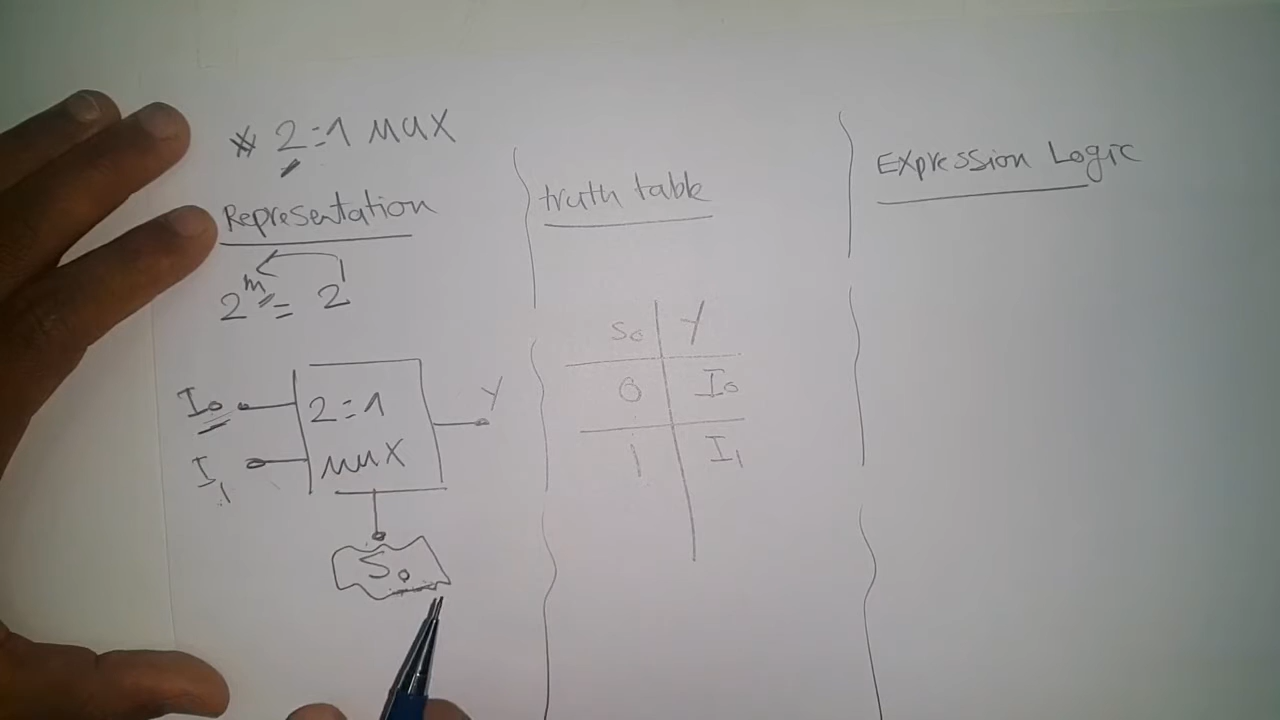 * 2:1 MUX
Representation
2^m = 2
I0
I1
2:1
MUX
Y
S0
truth table
S0 Y
0 I0
1 I1
Expression Logic